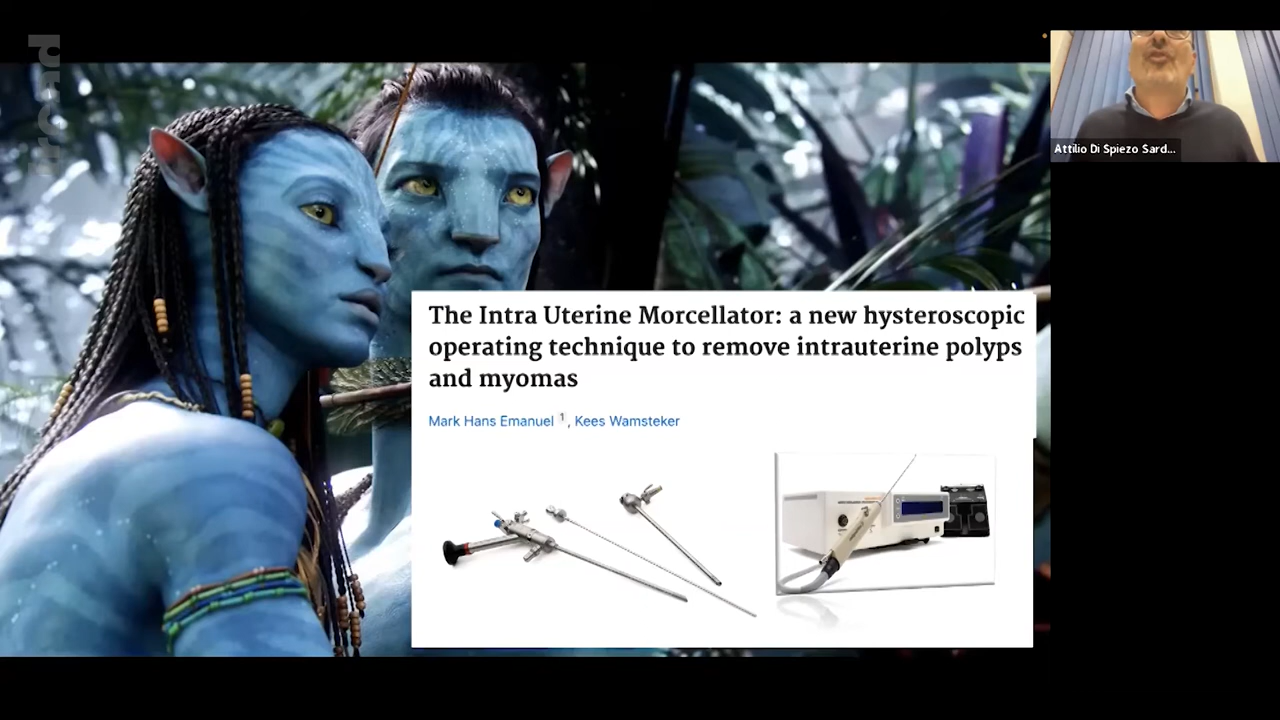 The Intra Uterine Morcellator: a new hysteroscopic
operating technique to remove intrauterine polyps
and myomas
Mark Hans Emanuel 1, Kees Wamsteker
Attilio Di Spiezo Sard...